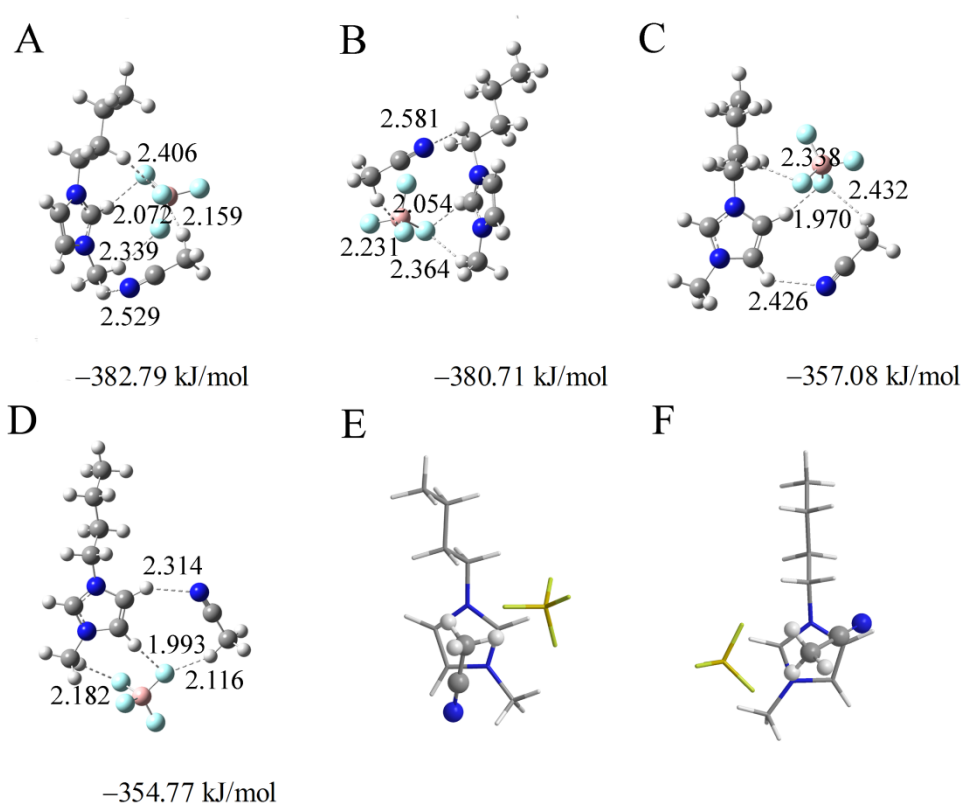 A
B
C
2.406
2.072
2.159
2.339
2.529
2.581
2.054
2.231
2.364
2.338
2.432
1.970
2.426
−382.79 kJ/mol
−380.71 kJ/mol
−357.08 kJ/mol
D
E
F
2.314
1.993
2.182
2.116
−354.77 kJ/mol